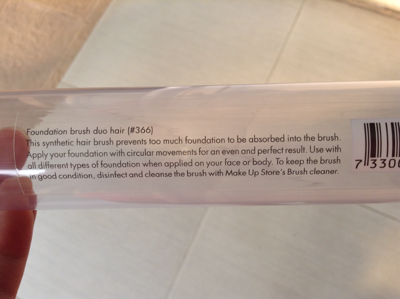 Foundation brush duo hair (#366)
This synthetic hair brush prevents too much foundation to be absorbed into the brush.
Apply your foundation with circular movements for an even and perfect result. Use with
all different types of foundation when applied on your face or body. To keep the brush
in good condition, disinfect and cleanse the brush with Make Up Store's Brush cleaner.
7 330